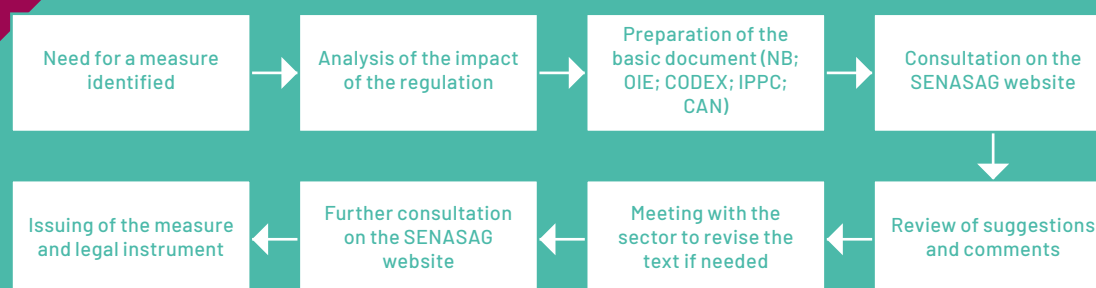 Need for a measure
identified
Analysis of the impact
of the regulation
Preparation of the
basic document (NB;
OIE; CODEX; IPPC;
CAN)
Consultation on the
SENASAG website
Review of suggestions
and comments
Meeting with the
sector to revise the
text if needed
Further consultation
on the SENASAG
website
Issuing of the measure
and legal instrument